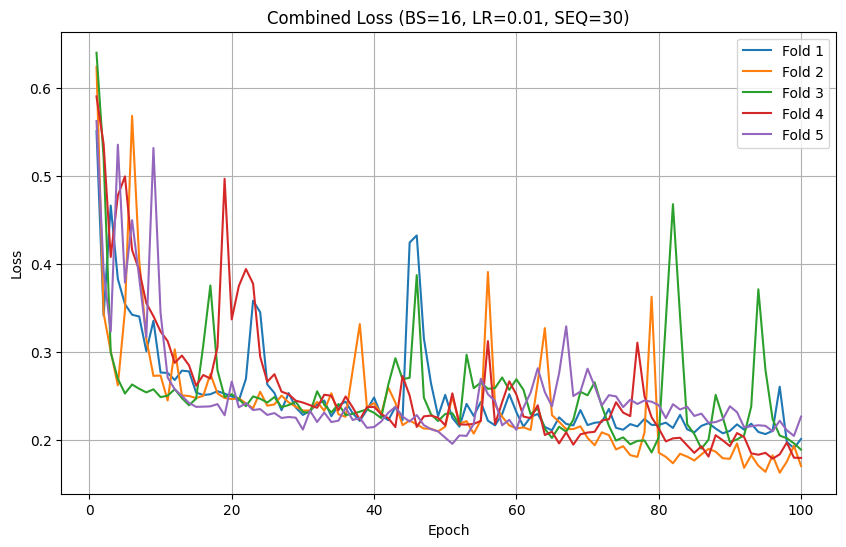 Combined Loss (BS=16, LR=0.01, SEQ=30)
Fold 1
Fold 2
Fold 3
Fold 4
Fold 5
Loss
0.6
0.5
0.4
0.3
0.2
0
20
40
60
80
100
Epoch